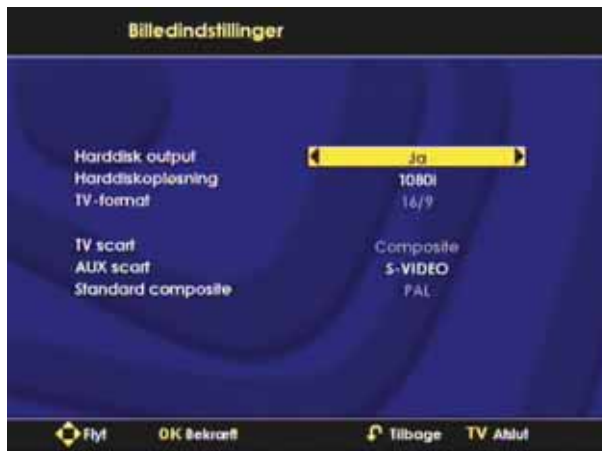 Billedindstillinger
Harddisk output Ja
Harddiskopløsning 1080i
TV-format 16/9
TV scart Composite
AUX scart S-VIDEO
Standard composite PAL
Flyt OK Bekræft Tilbage TV Afslut